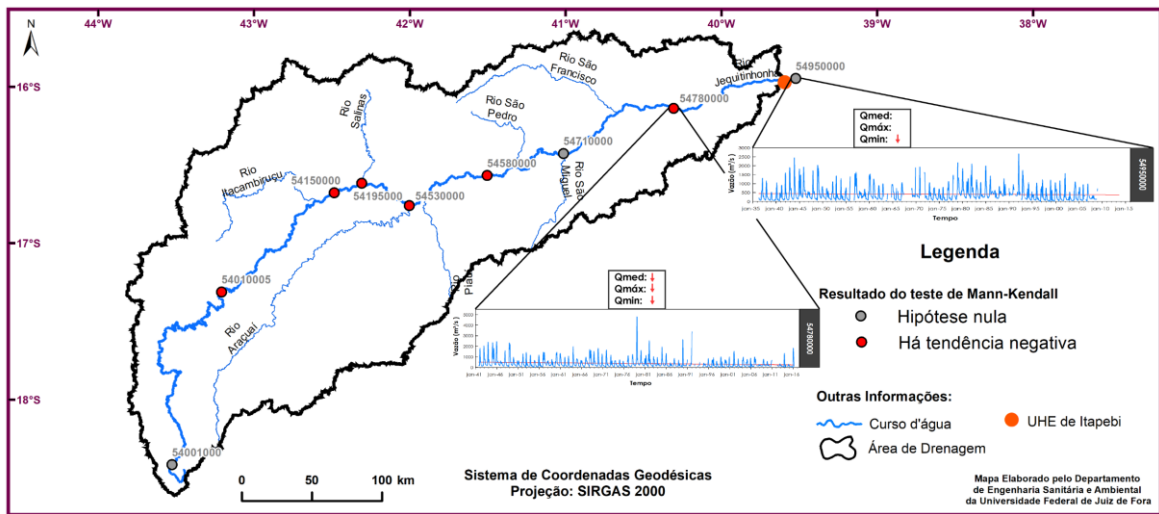 44°W
43°W
42°W
41°W
40°W
39°W
38°W
N
16°S
17°S
18°S
Rio
Jequitinhonha
54950000
Rio São
Francisco
Rio São
Pedro
Rio
Salinas
54780000
54710000
54580000
Rio São
Miguel
Rio
Itacambiruçu
54150000
54195000
54530000
54010005
Rio
Piauí
Rio
Araçuaí
54001000
Qmed:
Qmáx:
Qmin: ↓
Vazão (m³/s)
54950000
Tempo
Qmed: ↓
Qmáx: ↓
Qmin: ↓
Vazão (m³/s)
54780000
Tempo
Legenda
Resultado do teste de Mann-Kendall
Hipótese nula
Há tendência negativa
Outras Informações:
Curso d'água
UHE de Itapebi
Área de Drenagem
0 50 100 km
Sistema de Coordenadas Geodésicas
Projeção: SIRGAS 2000
Mapa Elaborado pelo Departamento
de Engenharia Sanitária e Ambiental
da Universidade Federal de Juiz de Fora